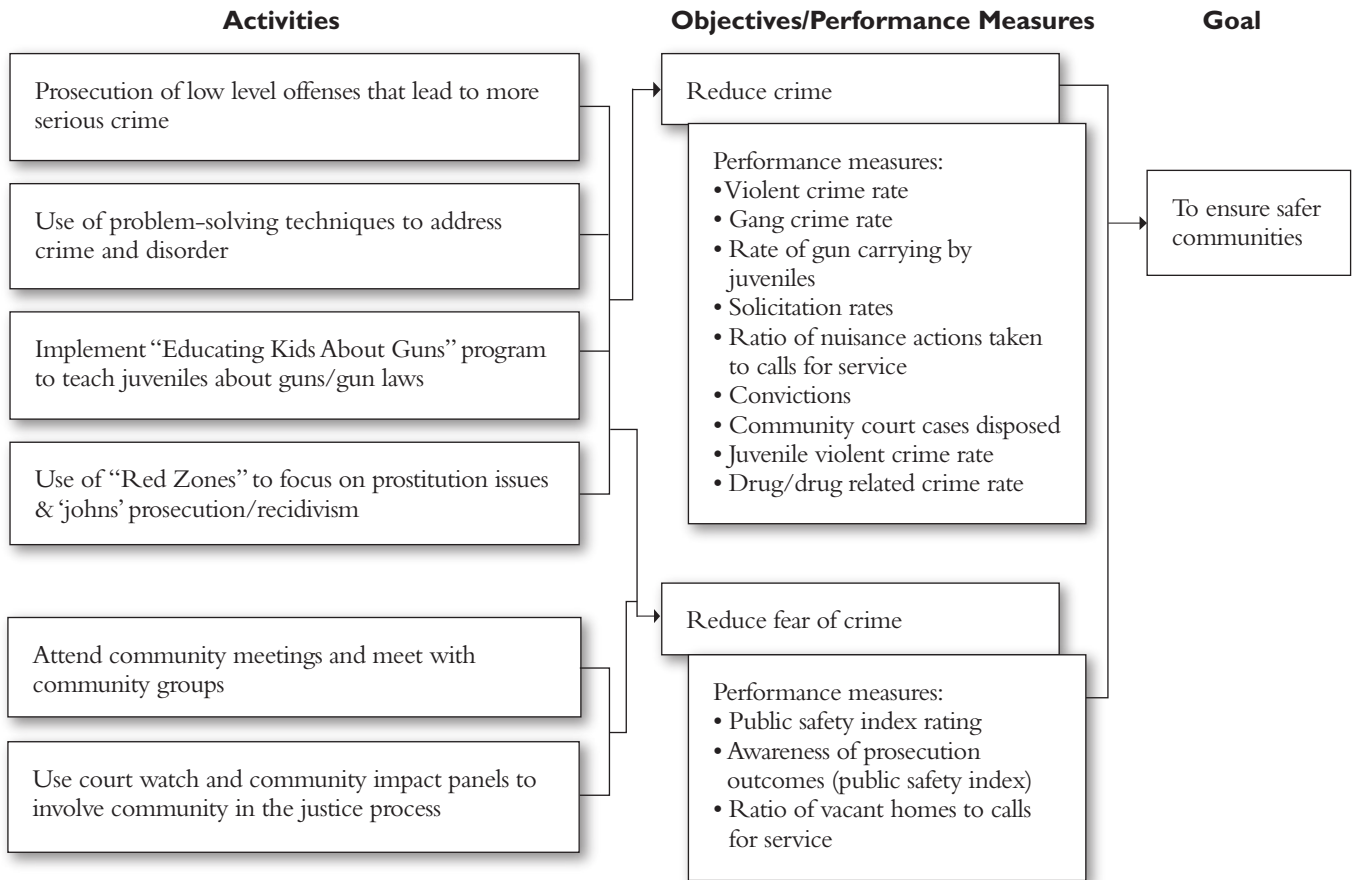 Activities
Objectives/Performance Measures
Goal
Prosecution of low level offenses that lead to more
serious crime
Use of problem-solving techniques to address
crime and disorder
Implement “Educating Kids About Guns” program
to teach juveniles about guns/gun laws
Use of “Red Zones” to focus on prostitution issues
& ‘johns’ prosecution/recidivism
Attend community meetings and meet with
community groups
Use court watch and community impact panels to
involve community in the justice process
Reduce crime
Performance measures:
•Violent crime rate
• Gang crime rate
• Rate of gun carrying by
juveniles
• Solicitation rates
• Ratio of nuisance actions taken
to calls for service
• Convictions
• Community court cases disposed
• Juvenile violent crime rate
• Drug/drug related crime rate
Reduce fear of crime
Performance measures:
• Public safety index rating
• Awareness of prosecution
outcomes (public safety index)
• Ratio of vacant homes to calls
for service
To ensure safer
communities